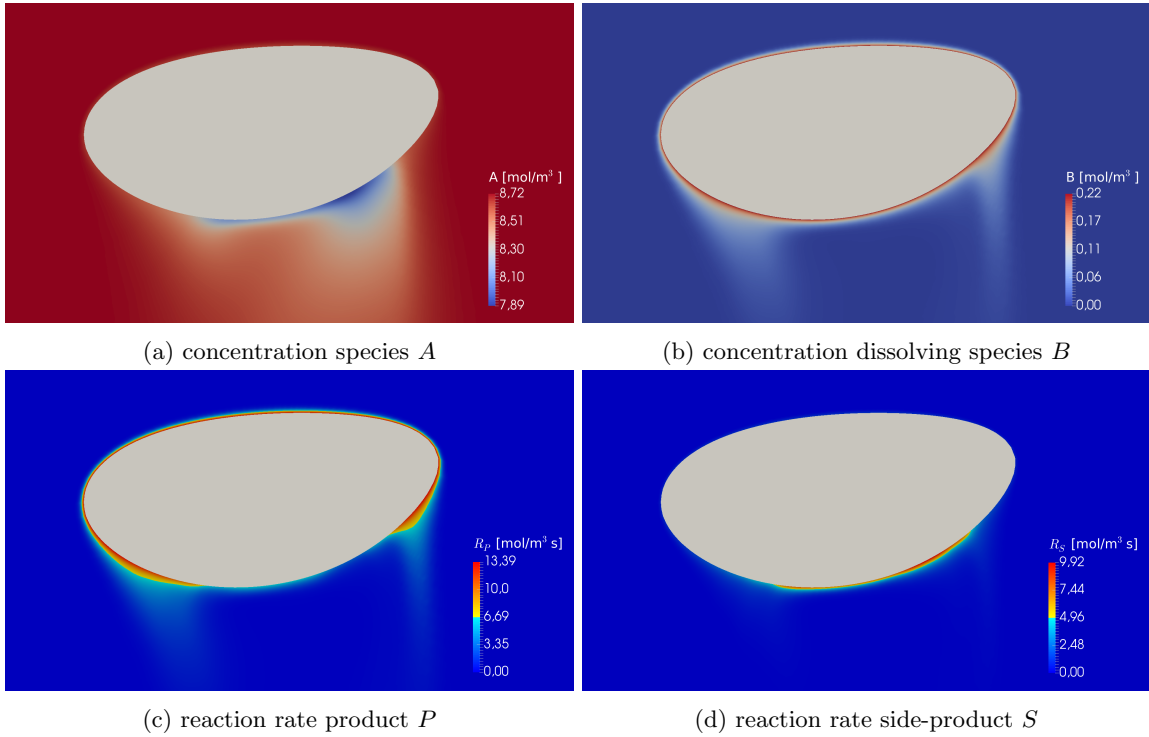 A [mol/m³ ]
8,72
8,51
8,30
8,10
7,89
B [mol/m³ ]
0,22
0,17
0,11
0,06
0,00
(a) concentration species A
(b) concentration dissolving species B
R_P [mol/m³ s]
13,39
10,0
6,69
3,35
0,00
R_S [mol/m³ s]
9,92
7,44
4,96
2,48
0,00
(c) reaction rate product P
(d) reaction rate side-product S